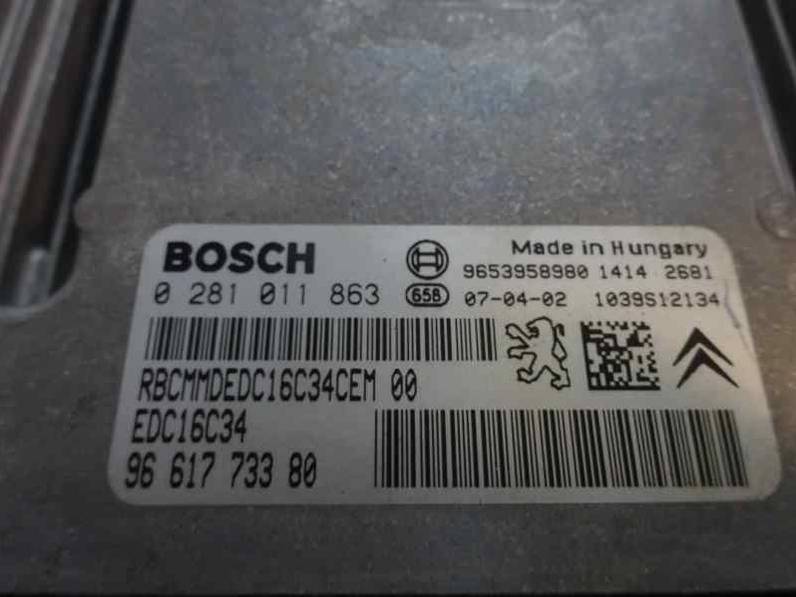 BOSCH
Made in Hungary
9653958980 1414 2681
0 281 011 863
658 07-04-02 1039S12134
RBCMMDEDC16C34CEM 00
EDC16C34
96 617 733 80